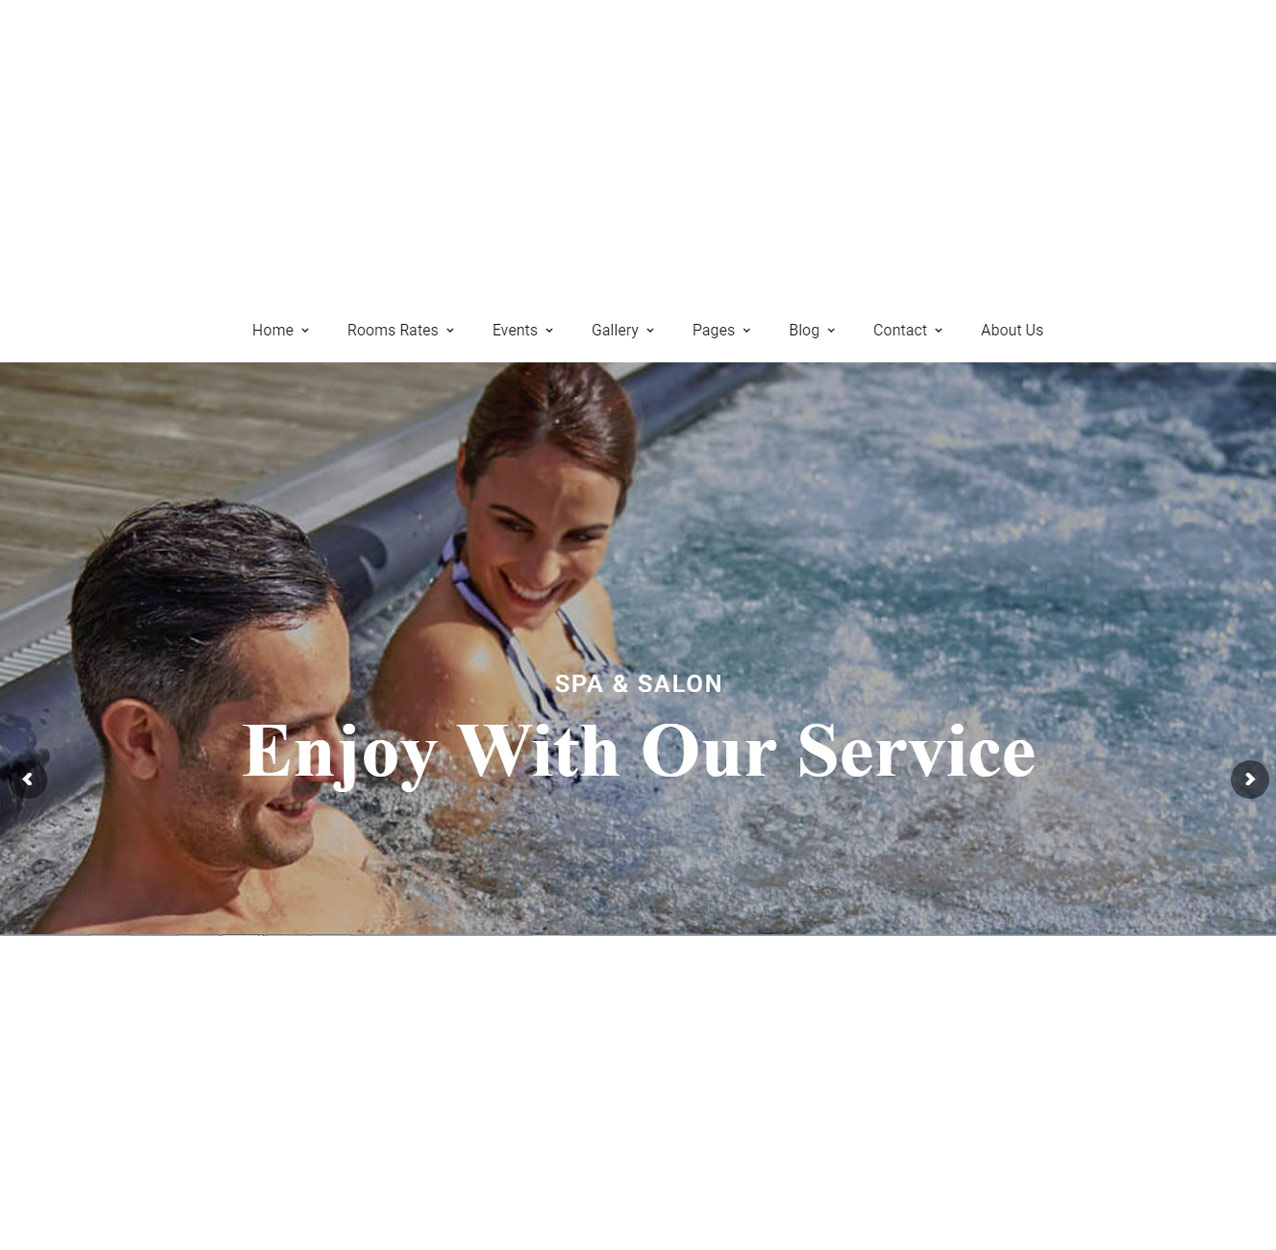 Home Rooms Rates Events Gallery Pages Blog Contact About Us
SPA & SALON
Enjoy With Our Service